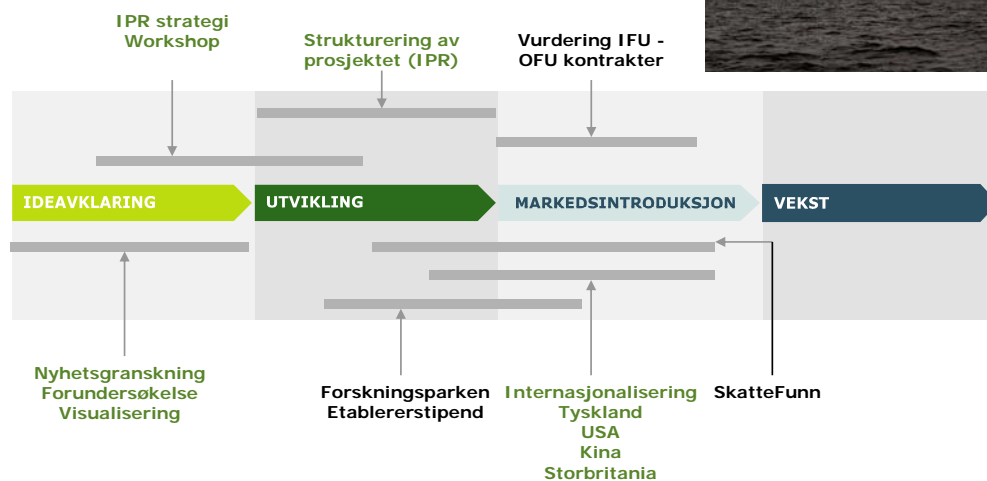 IPR strategi
Workshop
Strukturering av
prosjektet (IPR)
Vurdering IFU -
OFU kontrakter
IDEAVKLARING
UTVIKLING
MARKEDSINTRODUKSJON
VEKST
Nyhetsgranskning
Forundersøkelse
Visualisering
Forskningsparken
Etablererstipend
Internasjonalisering
Tyskland
USA
Kina
Storbritania
SkatteFunn